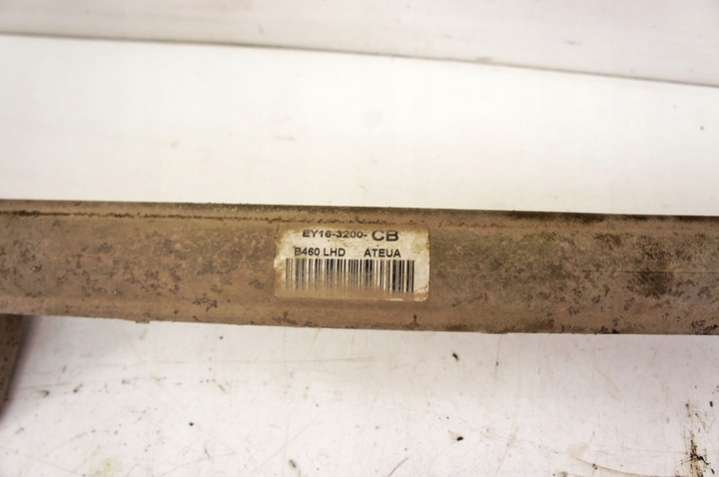 EY16-3200- CB
B460 LHD ATEUA